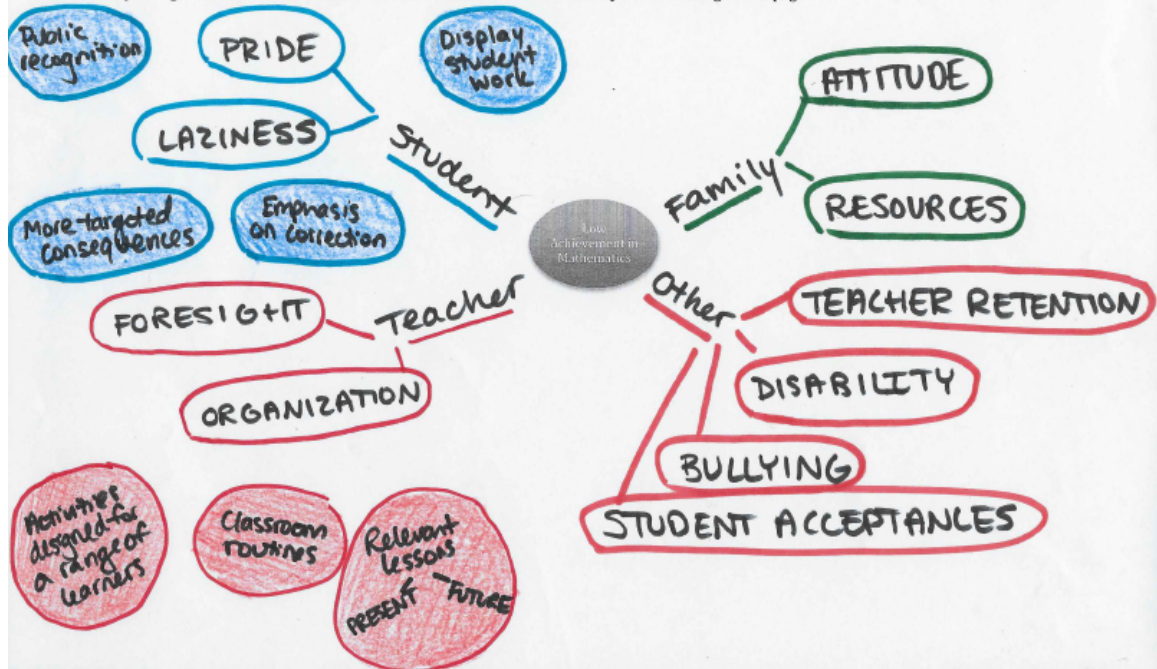 Public
recognition
PRIDE
Display
student
work
LAZINESS
Student
More targeted
consequences
Emphasis
on correction
Family
ATTITUDE
RESOURCES
Low
Achievement in
Mathematics
Teacher
FORESIGHT
ORGANIZATION
Other
TEACHER RETENTION
DISABILITY
BULLYING
STUDENT ACCEPTANCES
Activities
designed for
a range of
learners
Classroom
routines
Relevant
lessons
PRESENT
FUTURE